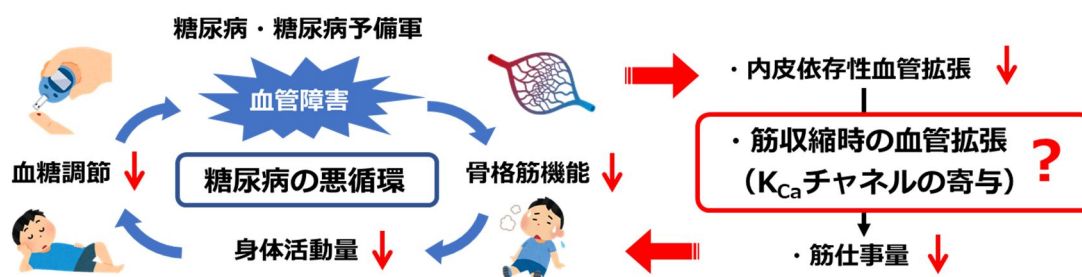 糖尿病・糖尿病予備軍
血管障害
血糖調節
糖尿病の悪循環
骨格筋機能
身体活動量
・内皮依存性血管拡張
・筋収縮時の血管拡張
（KCaチャネルの寄与）
?
・筋仕事量